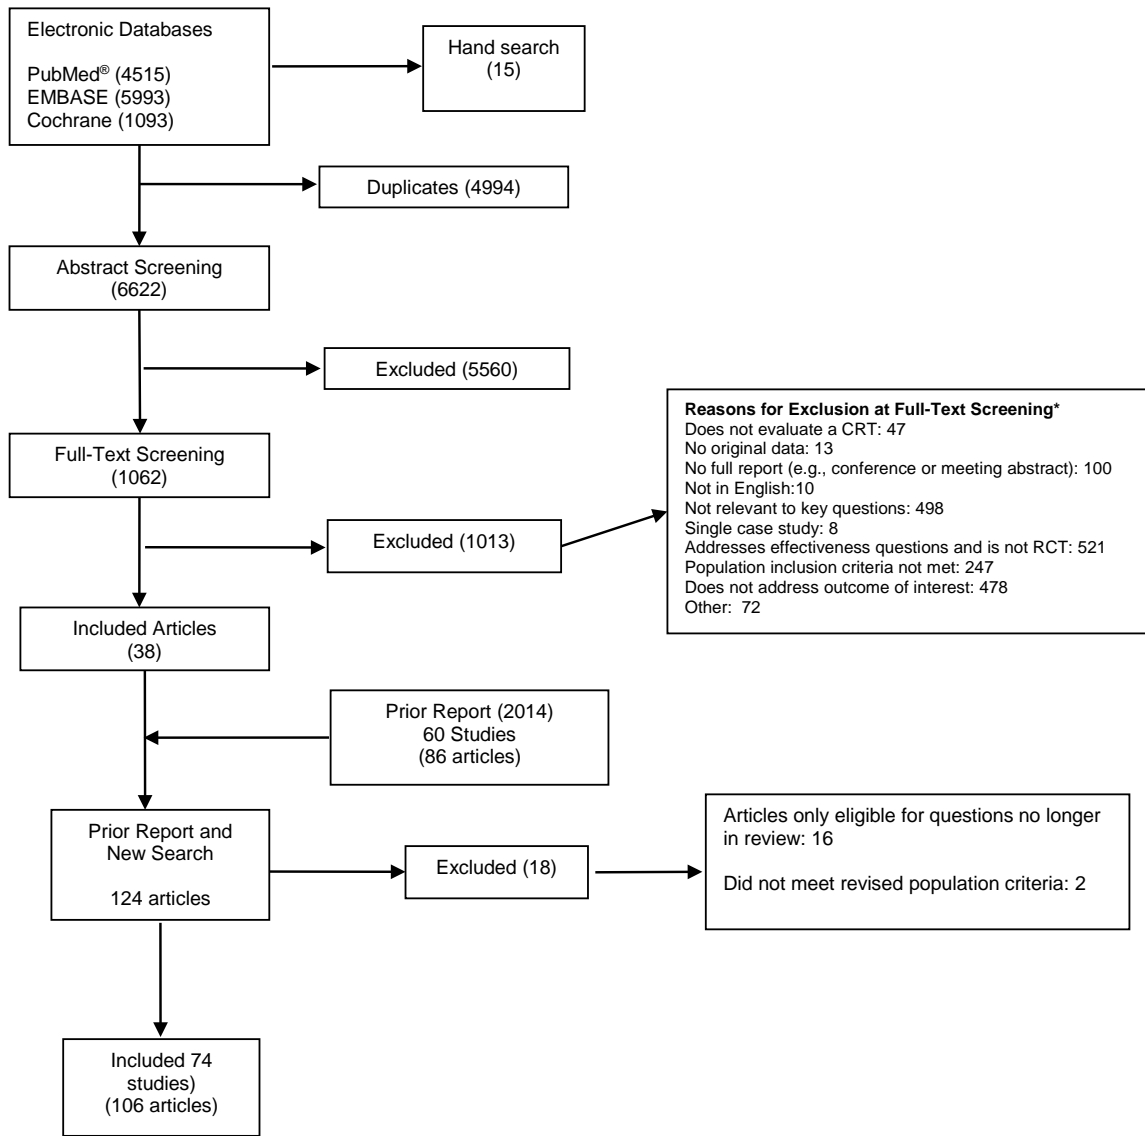 Electronic Databases
PubMed® (4515)
EMBASE (5993)
Cochrane (1093)
Hand search
(15)
Duplicates (4994)
Abstract Screening
(6622)
Excluded (5560)
Full-Text Screening
(1062)
Excluded (1013)
Reasons for Exclusion at Full-Text Screening*
Does not evaluate a CRT: 47
No original data: 13
No full report (e.g., conference or meeting abstract): 100
Not in English:10
Not relevant to key questions: 498
Single case study: 8
Addresses effectiveness questions and is not RCT: 521
Population inclusion criteria not met: 247
Does not address outcome of interest: 478
Other: 72
Included Articles
(38)
Prior Report (2014)
60 Studies
(86 articles)
Prior Report and
New Search
124 articles
Excluded (18)
Articles only eligible for questions no longer
in review: 16
Did not meet revised population criteria: 2
Included 74
studies)
(106 articles)